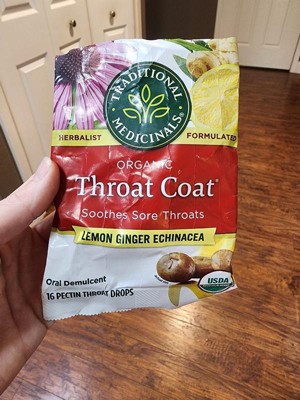 TRADITIONAL
MEDICINALS®
HERBALIST
FORMULATED
ORGANIC
Throat Coat®
Soothes Sore Throats
LEMON GINGER ECHINACEA
Oral Demulcent
16 PECTIN THROAT DROPS
USDA
ORGANIC